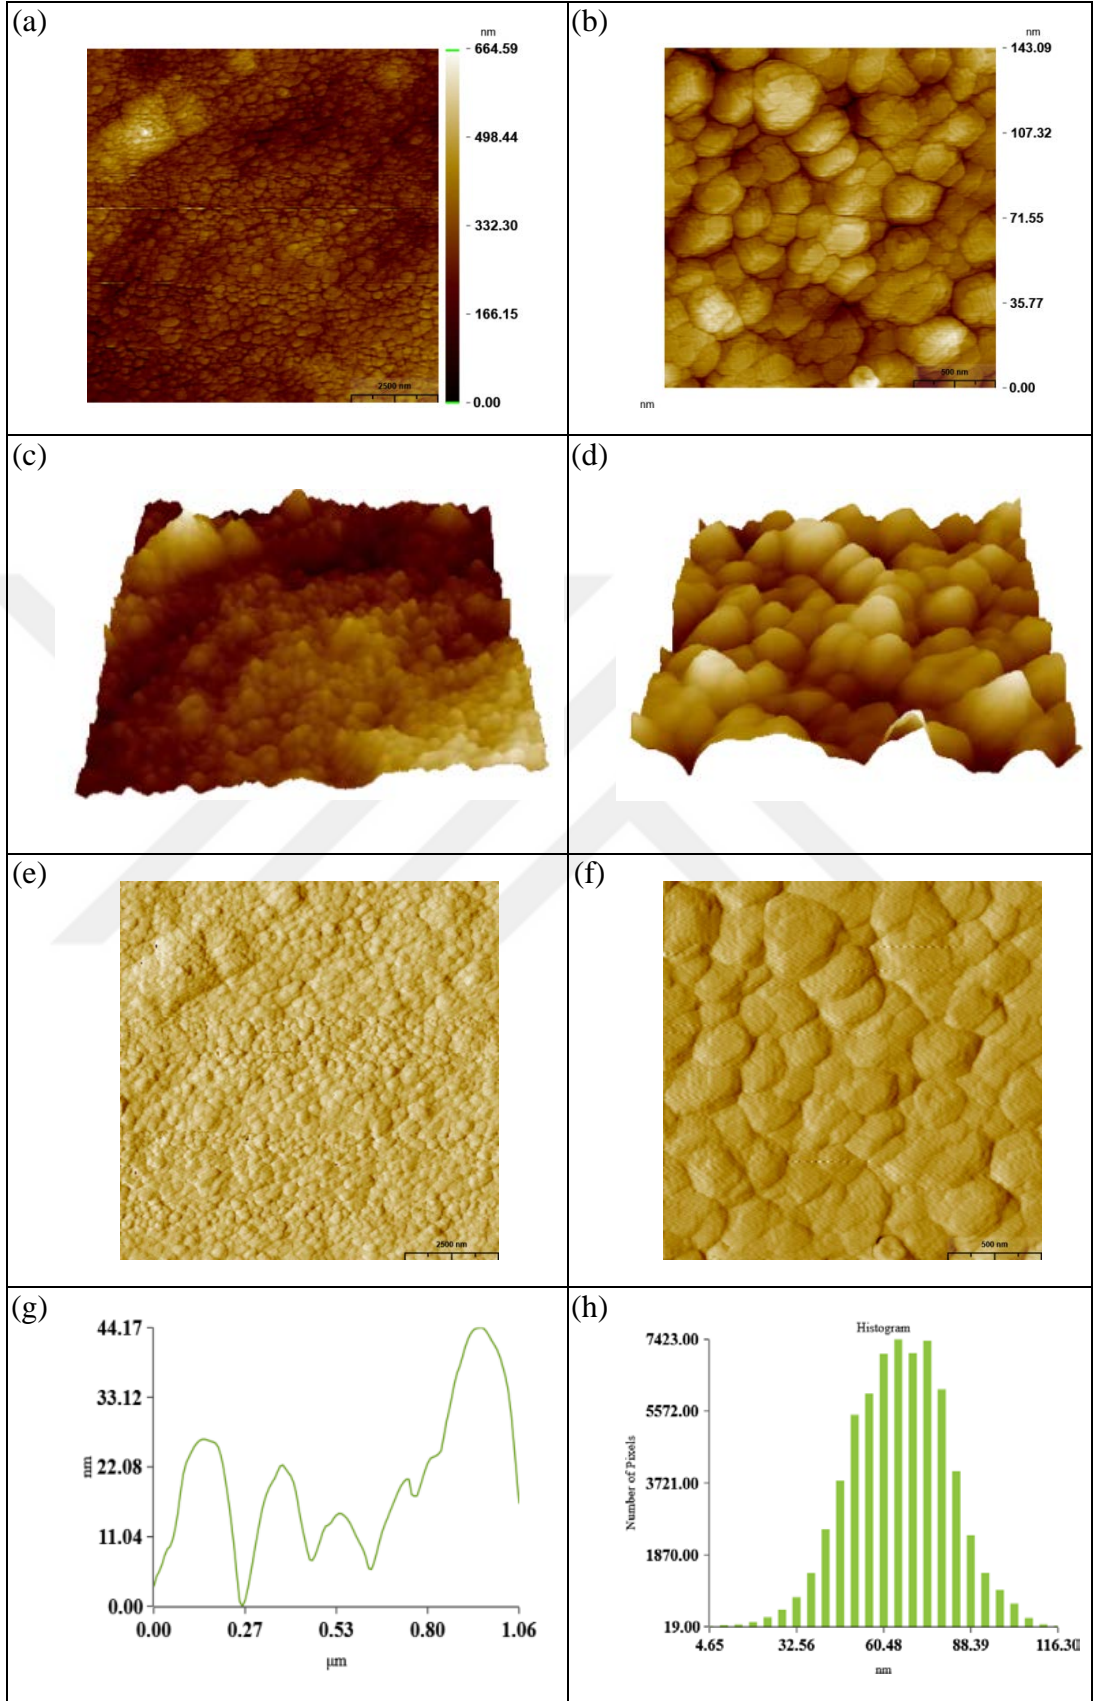 (a)
nm
664.59
498.44
332.30
166.15
0.00
2500 nm
(b)
nm
143.09
107.32
71.55
35.77
0.00
500 nm
nm
(c)
(d)
(e)
2500 nm
(f)
500 nm
(g)
44.17
33.12
22.08
11.04
0.00
nm
0.00 0.27 0.53 0.80 1.06
μm
(h)
Histogram
7423.00
5572.00
3721.00
1870.00
19.00
Number of Pixels
4.65 32.56 60.48 88.39 116.30
nm